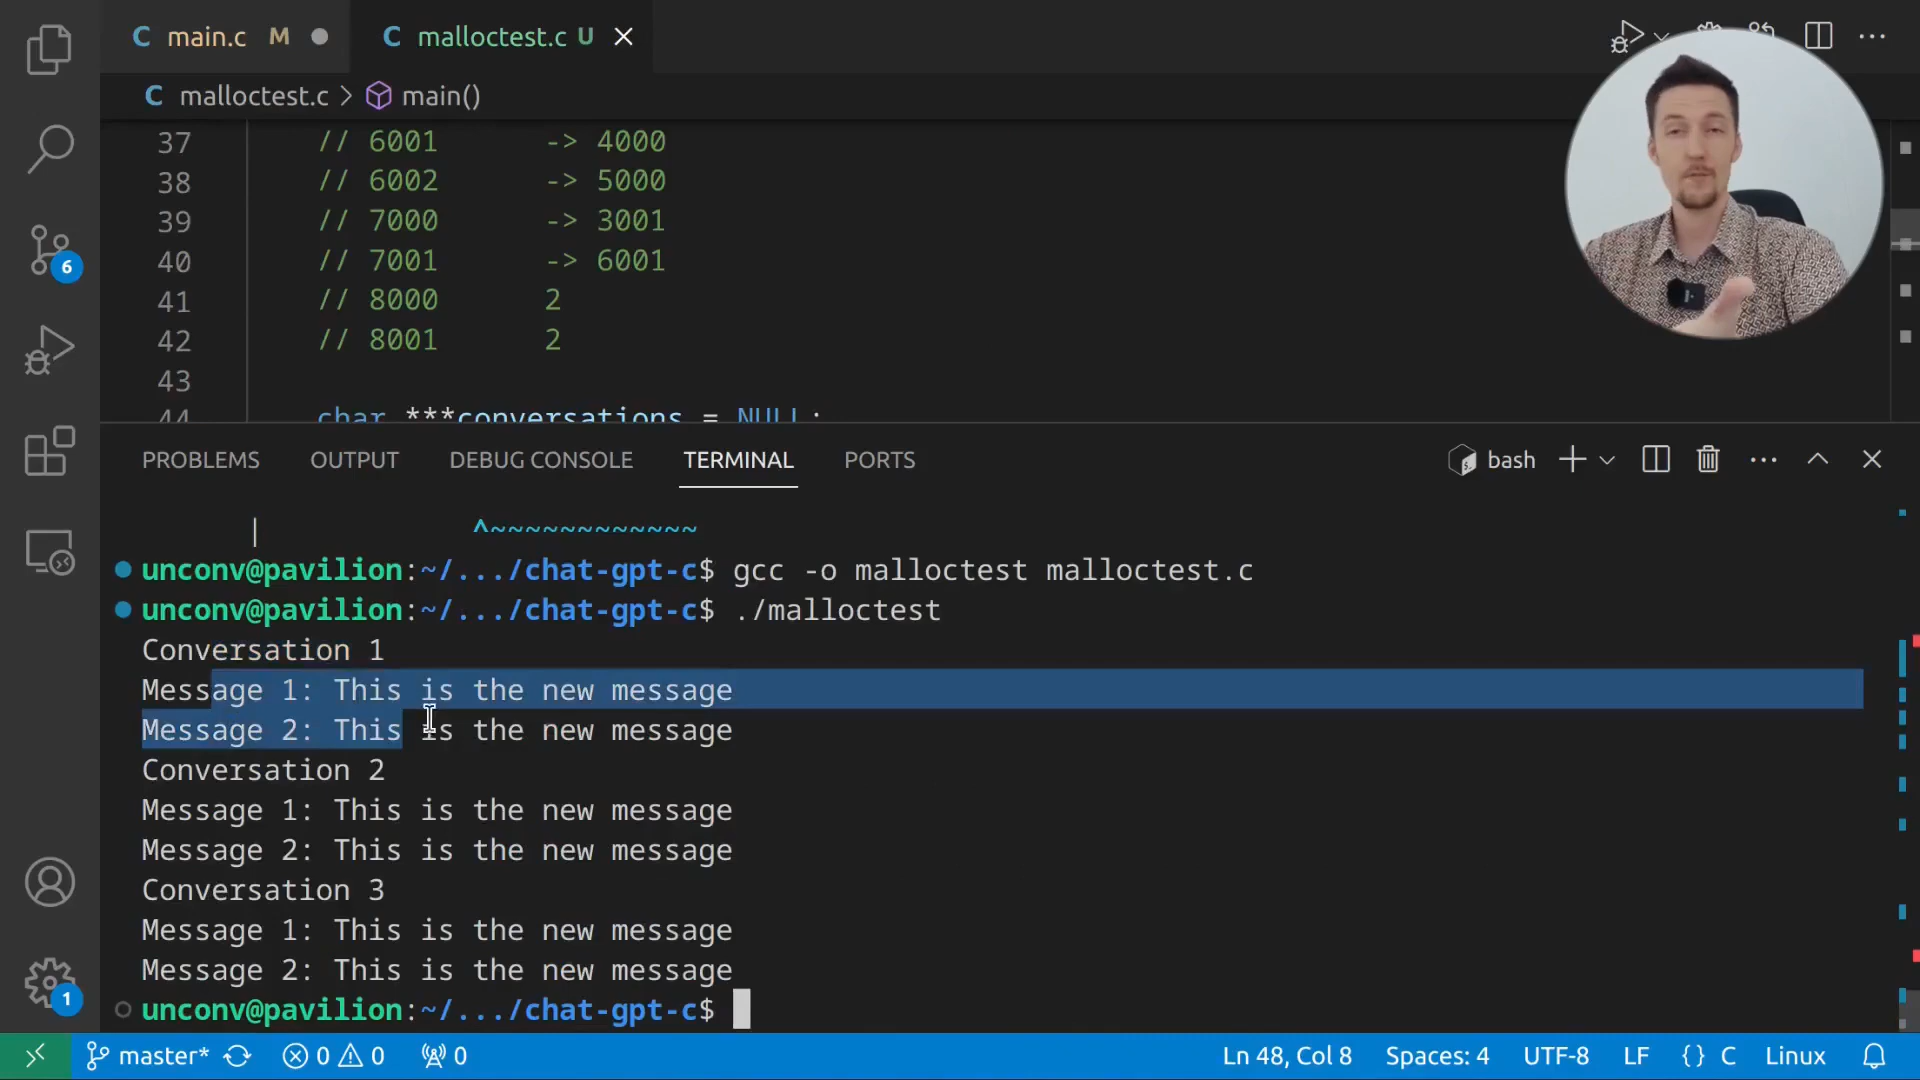 C main.c M
C malloctest.c U
C malloctest.c > main()
37 // 6001 -> 4000
38 // 6002 -> 5000
39 // 7000 -> 3001
40 // 7001 -> 6001
41 // 8000 2
42 // 8001 2
43
44 char ***conversations = NULL;
PROBLEMS OUTPUT DEBUG CONSOLE TERMINAL PORTS
bash
| ^~~~~~~~~~~~~
unconv@pavilion:~/.../chat-gpt-c$ gcc -o malloctest malloctest.c
unconv@pavilion:~/.../chat-gpt-c$ ./malloctest
Conversation 1
Message 1: This is the new message
Message 2: This is the new message
Conversation 2
Message 1: This is the new message
Message 2: This is the new message
Conversation 3
Message 1: This is the new message
Message 2: This is the new message
unconv@pavilion:~/.../chat-gpt-c$
6
1
master* 0 0 0 Ln 48, Col 8 Spaces: 4 UTF-8 LF {} C Linux